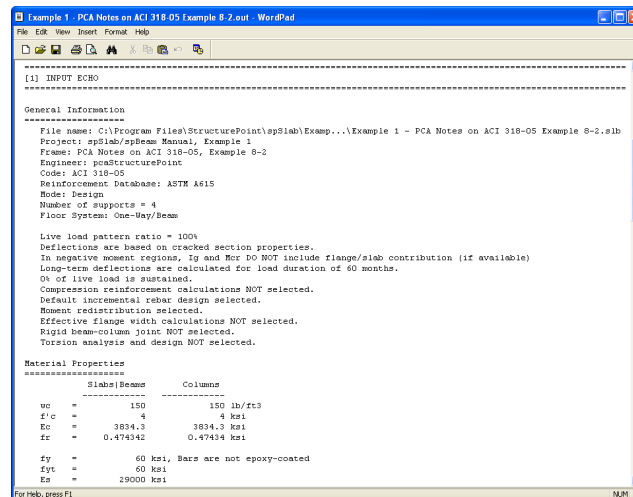 Example 1 - PCA Notes on ACI 318-05 Example 8-2.out - WordPad
File Edit View Insert Format Help
[1] INPUT ECHO
General Information
File name: C:\Program Files\StructurePoint\spSlab\Examp...\Example 1 - PCA Notes on ACI 318-05 Example 8-2.slb
Project: spSlab/spBeam Manual, Example 1
Frame: PCA Notes on ACI 318-05, Example 8-2
Engineer: pcaStructurePoint
Code: ACI 318-05
Reinforcement Database: ASTM A615
Mode: Design
Number of supports = 4
Floor System: One-Way/Beam
Live load pattern ratio = 100%
Deflections are based on cracked section properties.
In negative moment regions, Ig and Mcr DO NOT include flange/slab contribution (if available)
Long-term deflections are calculated for load duration of 60 months.
0% of live load is sustained.
Compression reinforcement calculations NOT selected.
Default incremental rebar design selected.
Moment redistribution selected.
Effective flange width calculations NOT selected.
Rigid beam-column joint NOT selected.
Torsion analysis and design NOT selected.
Material Properties
Slabs|Beams Columns
wc = 150 150 lb/ft3
f'c = 4 4 ksi
Ec = 3834.3 3834.3 ksi
fr = 0.474342 0.47434 ksi
fy = 60 ksi, Bars are not epoxy-coated
fyt = 60 ksi
Es = 29000 ksi
For Help, press F1 NUM